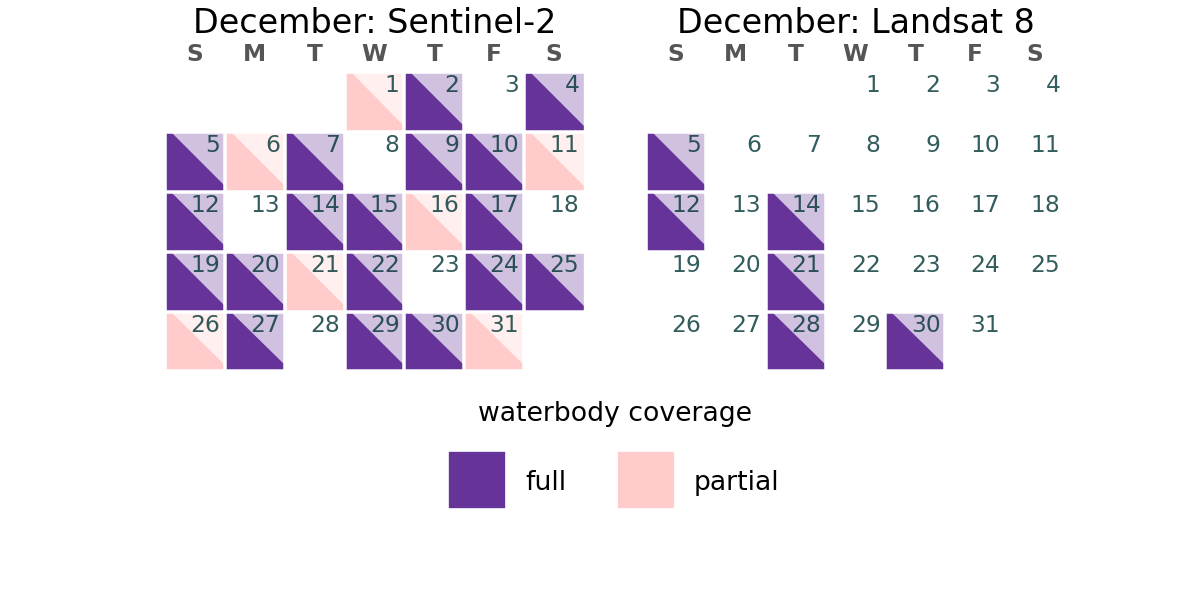 December: Sentinel-2
S M T W T F S
1 2 3 4
5 6 7 8 9 10 11
12 13 14 15 16 17 18
19 20 21 22 23 24 25
26 27 28 29 30 31
December: Landsat 8
S M T W T F S
1 2 3 4
5 6 7 8 9 10 11
12 13 14 15 16 17 18
19 20 21 22 23 24 25
26 27 28 29 30 31
waterbody coverage
full
partial